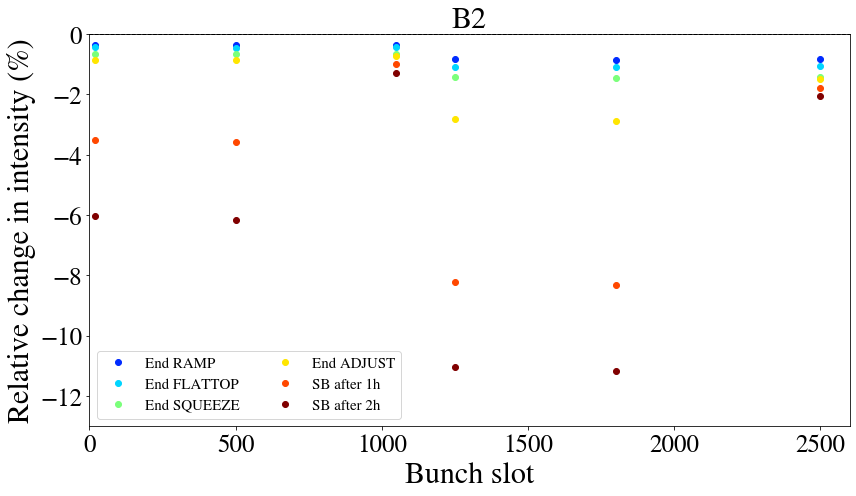 B2
Relative change in intensity (%)
0
−2
−4
−6
−8
−10
−12
End RAMP
End FLATTOP
End SQUEEZE
End ADJUST
SB after 1h
SB after 2h
0 500 1000 1500 2000 2500
Bunch slot